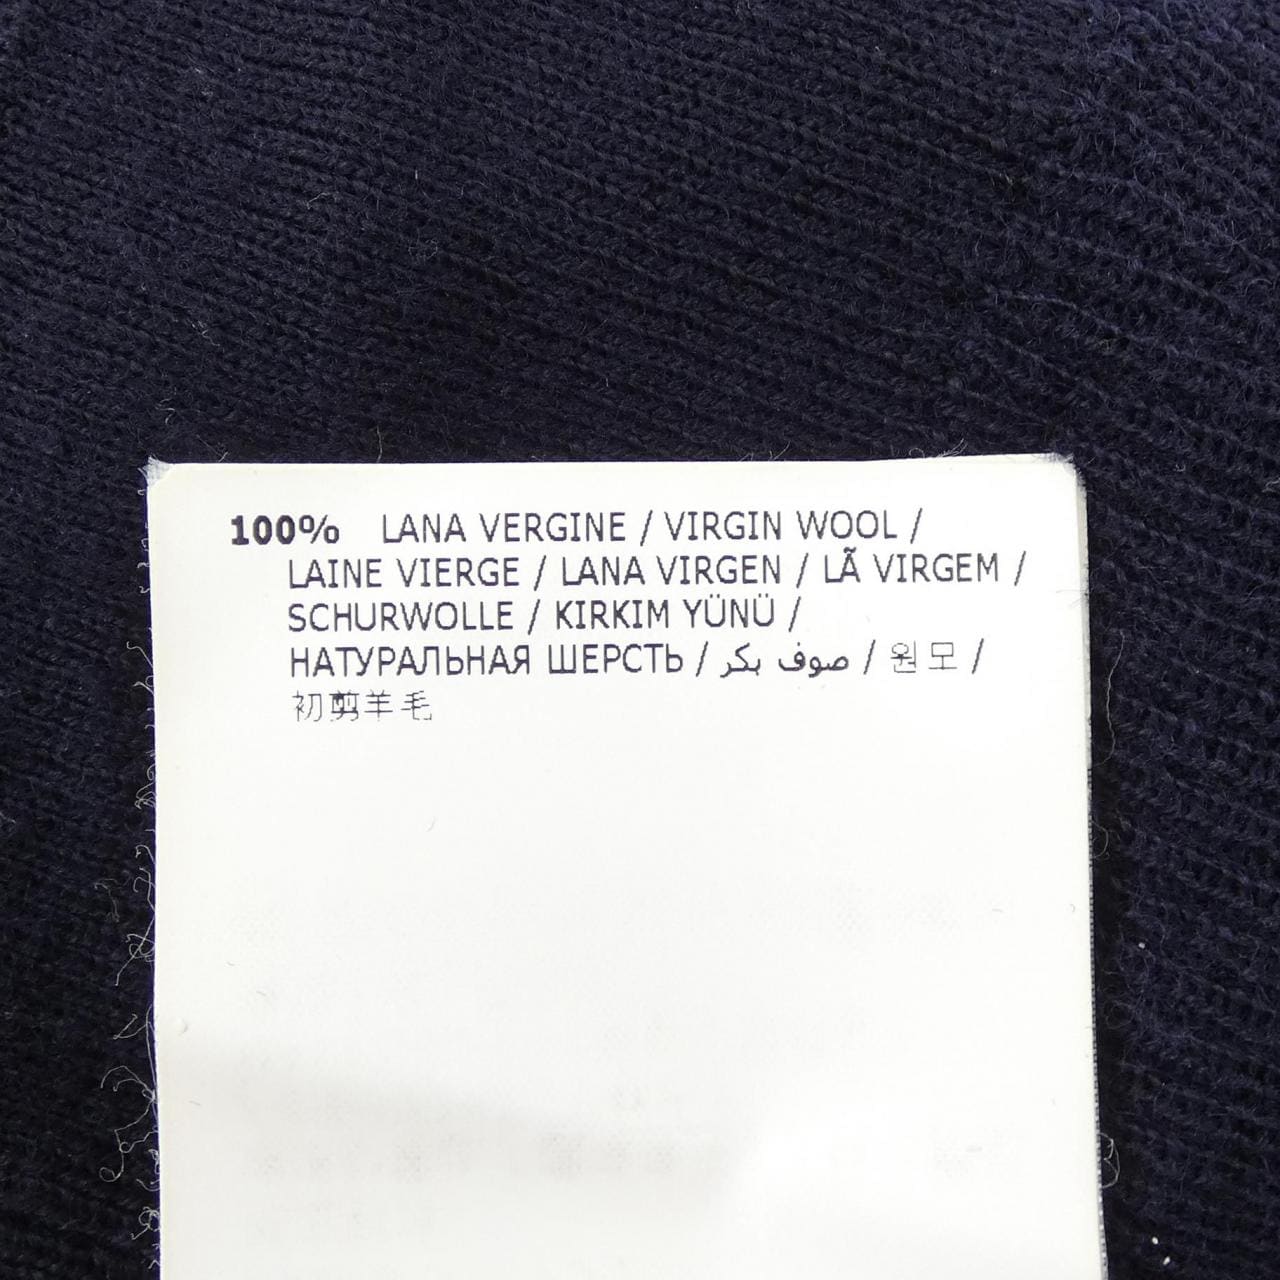 100% LANA VERGINE / VIRGIN WOOL /
LAINE VIERGE / LANA VIRGEN / LÃ VIRGEM /
SCHURWOLLE / KIRKIM YÜNÜ /
НАТУРАЛЬНАЯ ШЕРСТЬ / صوف بكر / 원모 /
初剪羊毛